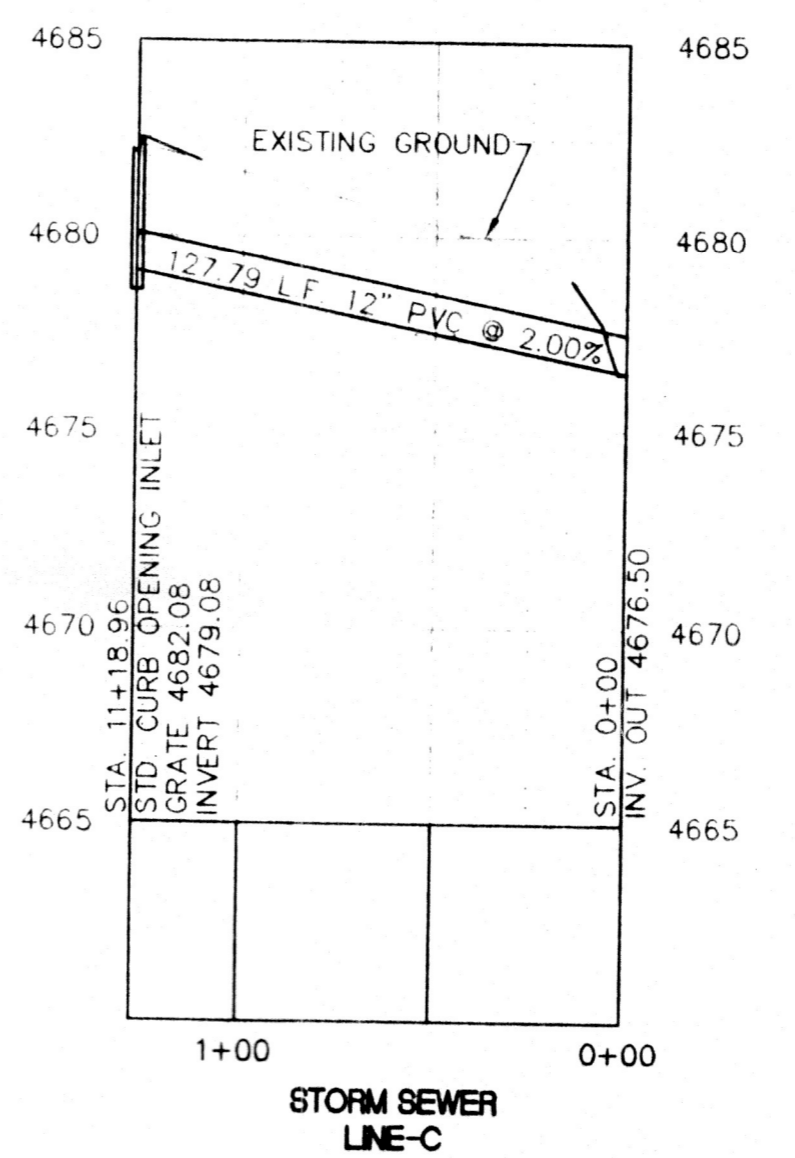 4685
4685
EXISTING GROUND
4680
4680
127.79 L.F. 12" PVC @ 2.00%
4675
4675
STA. 11+18.96
STD. CURB OPENING INLET
GRATE 4682.08
INVERT 4679.08
STA. 0+00
INV. OUT 4676.50
4670
4670
4665
4665
1+00
0+00
STORM SEWER
LINE-C